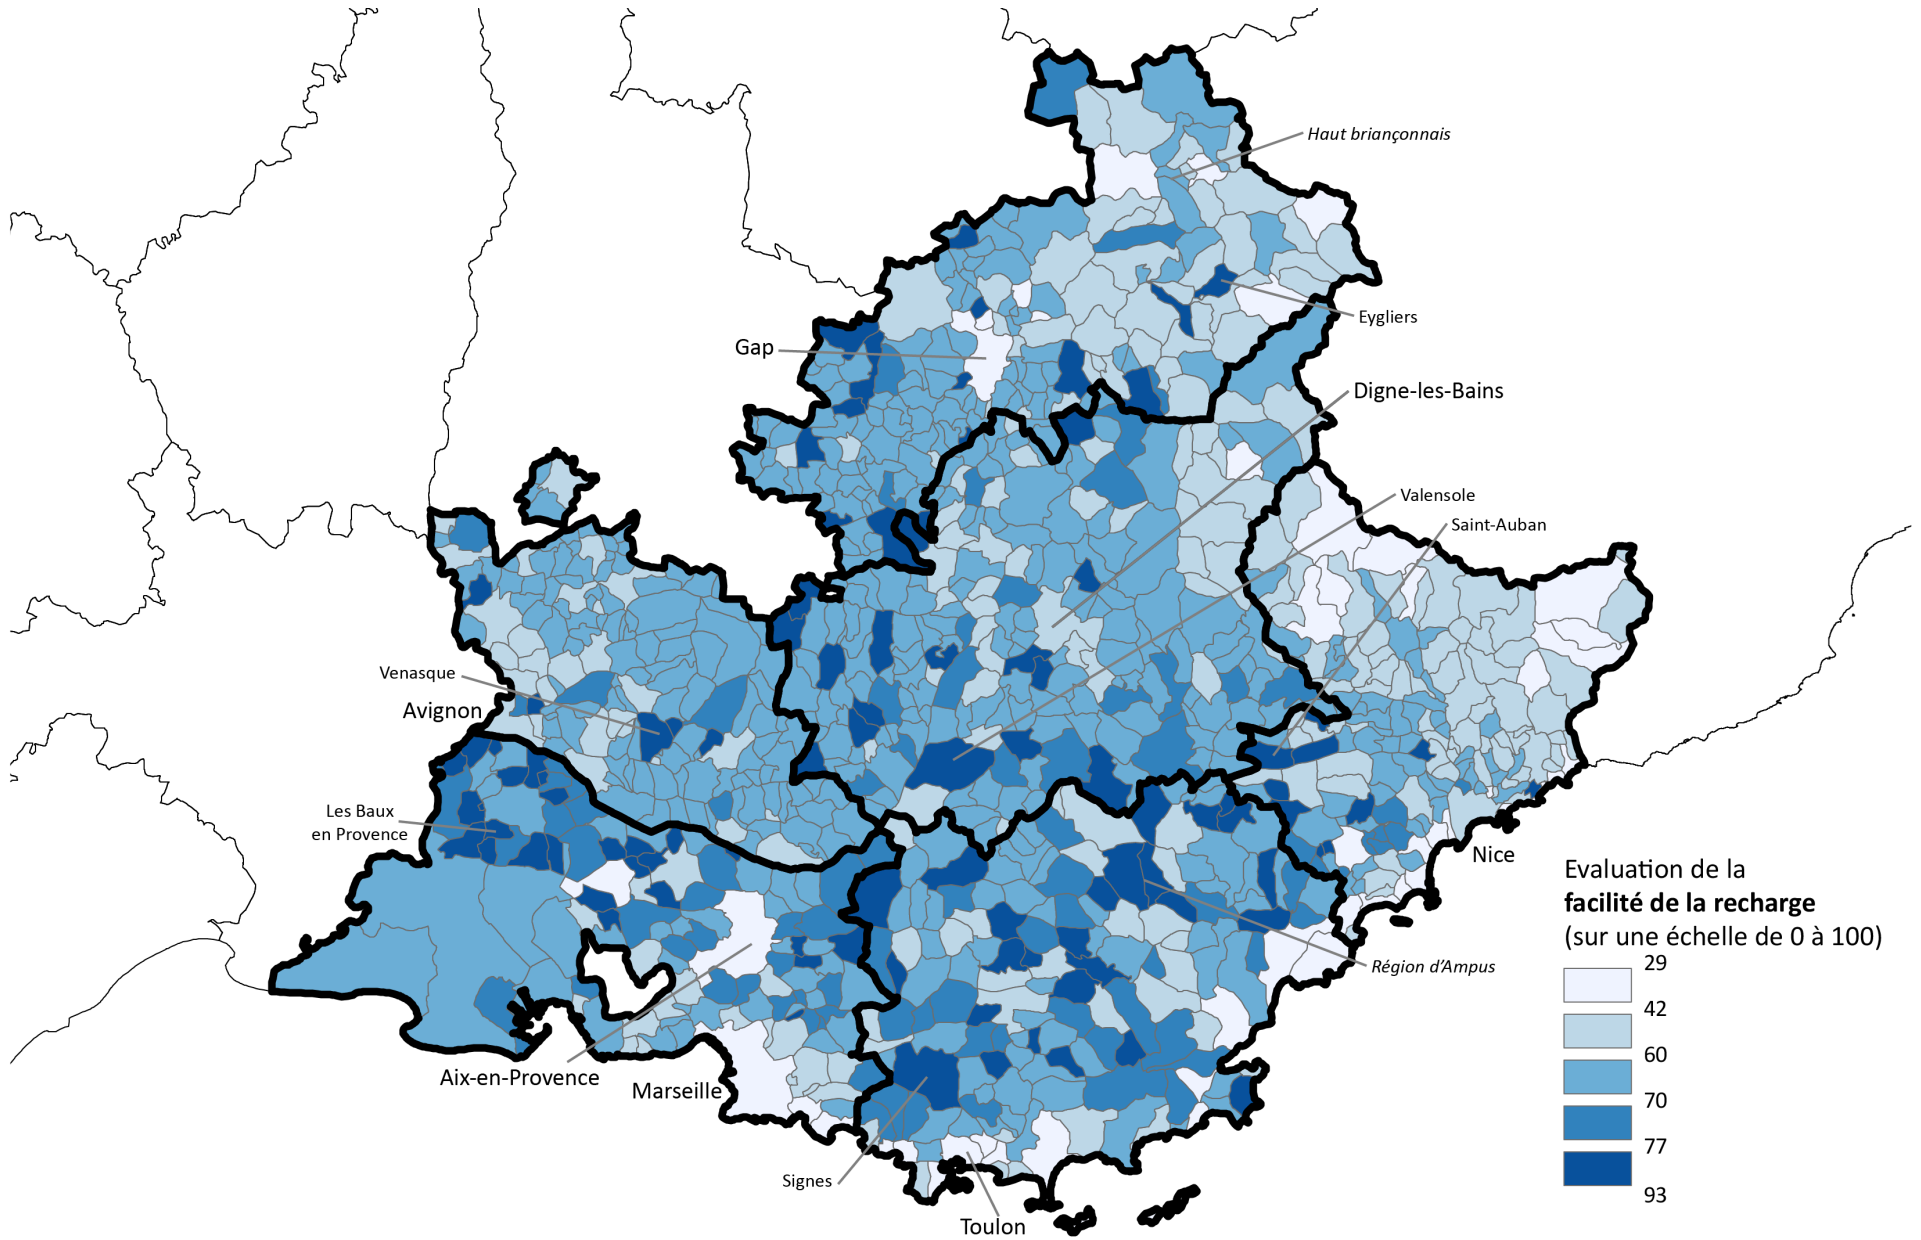 Haut briançonnais
Eygliers
Gap
Digne-les-Bains
Valensole
Saint-Auban
Venasque
Avignon
Les Baux
en Provence
Nice
Evaluation de la
facilité de la recharge
(sur une échelle de 0 à 100)
29
42
60
70
77
93
Région d'Ampus
Aix-en-Provence
Marseille
Signes
Toulon